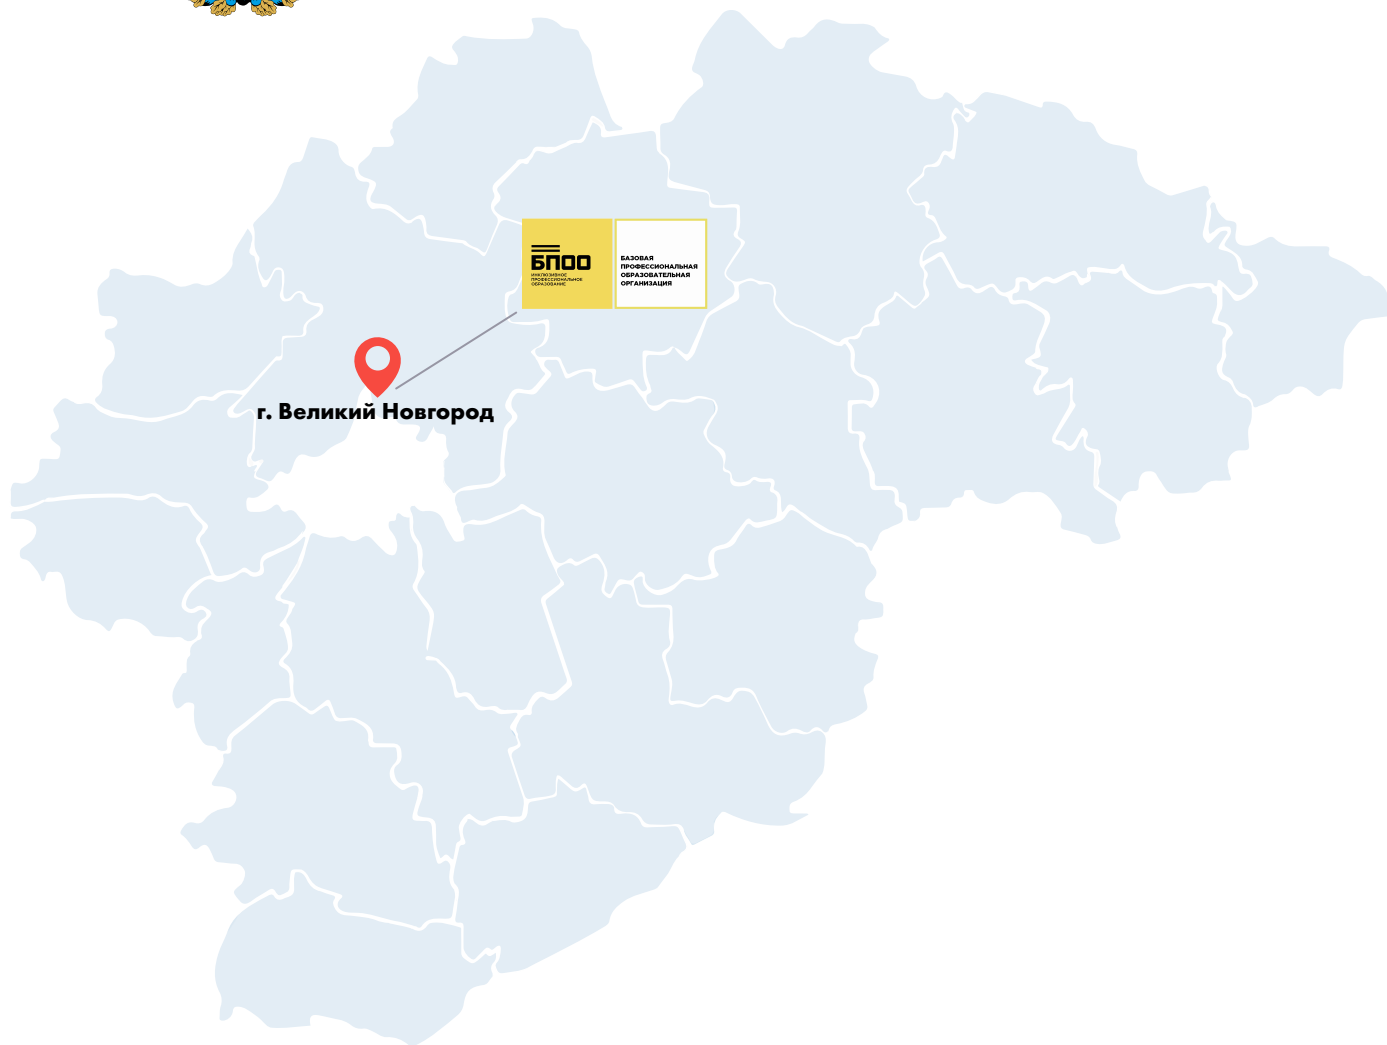 БПОО
ИНКЛЮЗИВНОЕ
ПРОФЕССИОНАЛЬНОЕ
ОБРАЗОВАНИЕ
БАЗОВАЯ
ПРОФЕССИОНАЛЬНАЯ
ОБРАЗОВАТЕЛЬНАЯ
ОРГАНИЗАЦИЯ
г. Великий Новгород